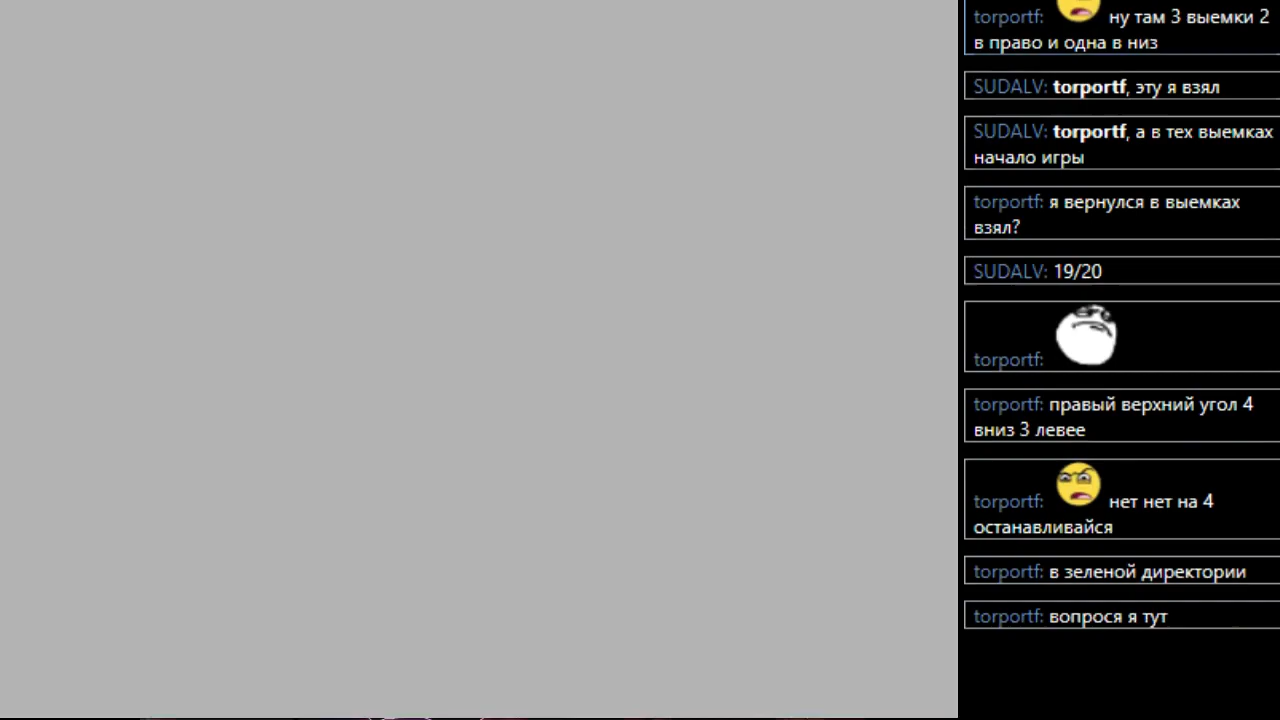 torportf: ну там 3 выемки 2
в право и одна в низ
SUDALV: torportf, эту я взял
SUDALV: torportf, а в тех выемках
начало игры
torportf: я вернулся в выемках
взял?
SUDALV: 19/20
torportf:
torportf: правый верхний угол 4
вниз 3 левее
torportf: нет нет на 4
останавливайся
torportf: в зеленой директории
torportf: вопрося я тут